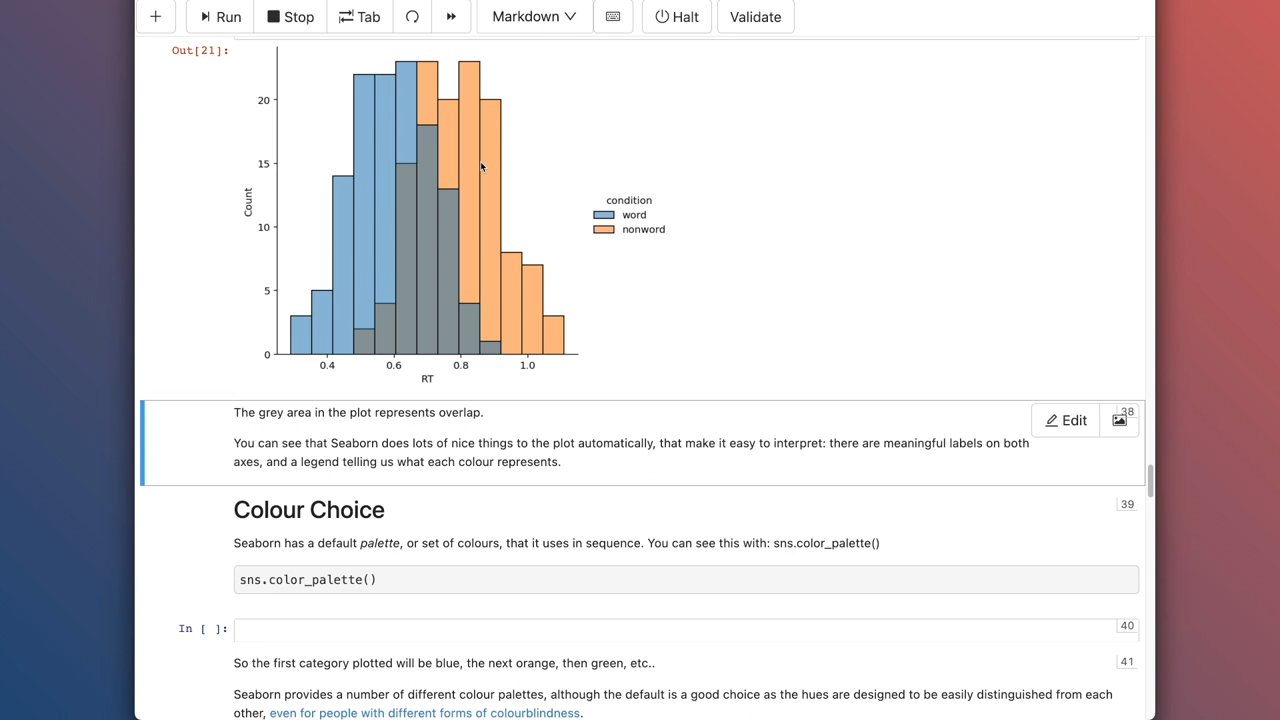 Run Stop Tab Markdown Halt Validate
Out[21]:
20
15
10
5
0
Count
0.4 0.6 0.8 1.0
RT
condition
word
nonword
The grey area in the plot represents overlap.
Edit
38
You can see that Seaborn does lots of nice things to the plot automatically, that make it easy to interpret: there are meaningful labels on both
axes, and a legend telling us what each colour represents.
Colour Choice
39
Seaborn has a default palette, or set of colours, that it uses in sequence. You can see this with: sns.color_palette()
sns.color_palette()
In [ ]:
40
So the first category plotted will be blue, the next orange, then green, etc..
41
Seaborn provides a number of different colour palettes, although the default is a good choice as the hues are designed to be easily distinguished from each
other, even for people with different forms of colourblindness.